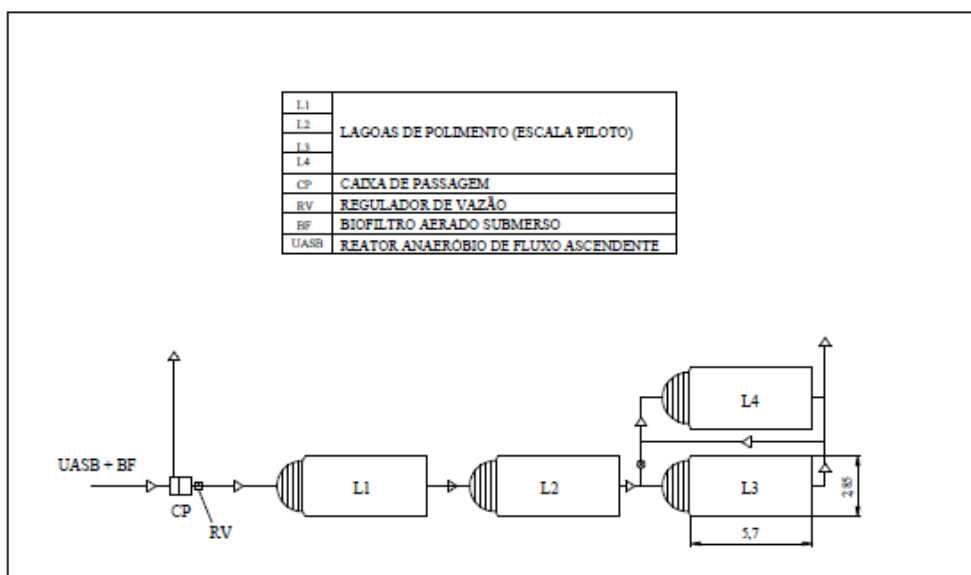 L1
L2
L3
L4
LAGOAS DE POLIMENTO (ESCALA PILOTO)
CP CAIXA DE PASSAGEM
RV REGULADOR DE VAZÃO
BF BIOFILTRO AERADO SUBMERSO
UASB REATOR ANAERÓBIO DE FLUXO ASCENDENTE
L4
UASB + BF
CP
RV
L1
L2
L3
2,85
5,7